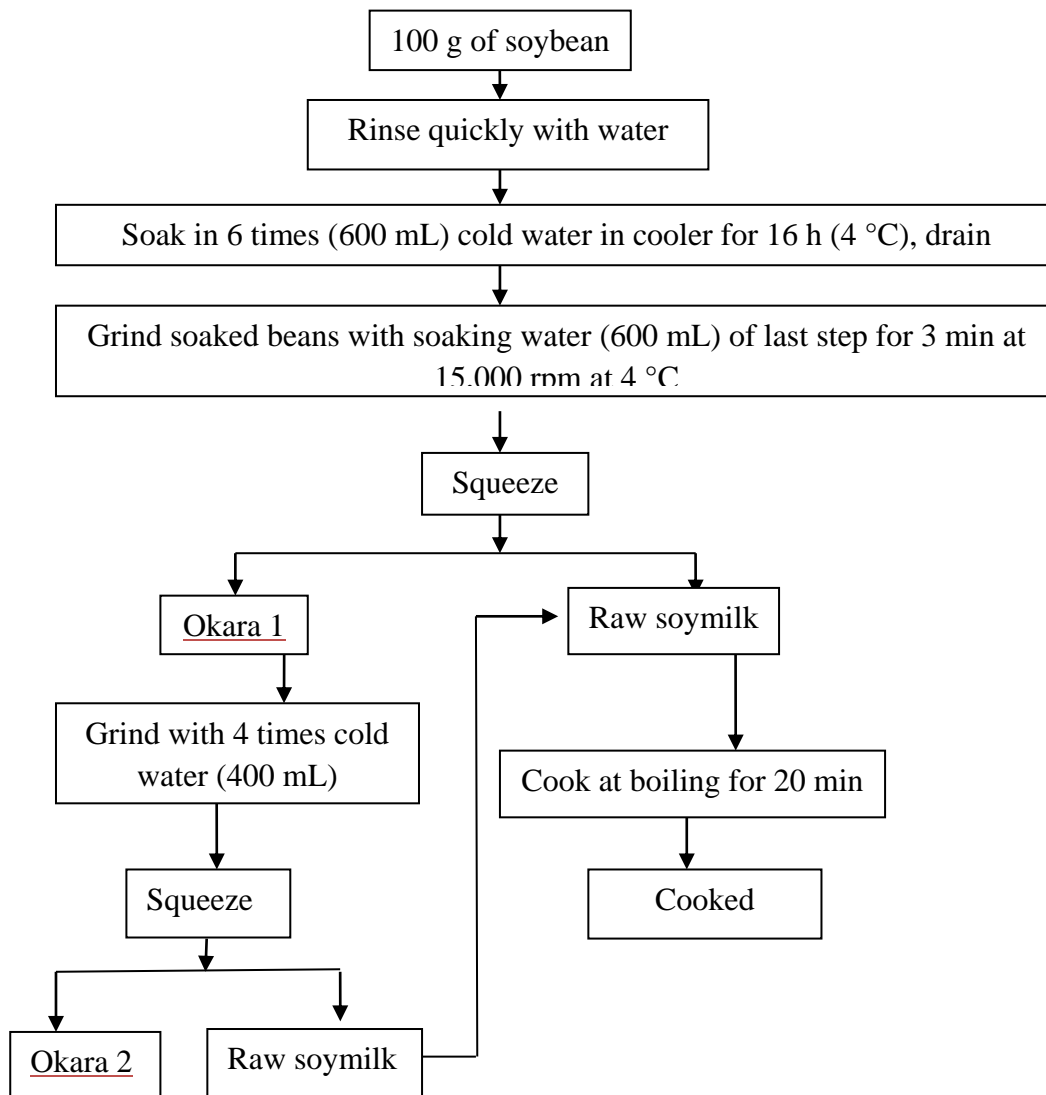 100 g of soybean
Rinse quickly with water
Soak in 6 times (600 mL) cold water in cooler for 16 h (4 °C), drain
Grind soaked beans with soaking water (600 mL) of last step for 3 min at
15,000 rpm at 4 °C
Squeeze
Okara 1
Raw soymilk
Grind with 4 times cold
water (400 mL)
Cook at boiling for 20 min
Squeeze
Cooked
Okara 2
Raw soymilk